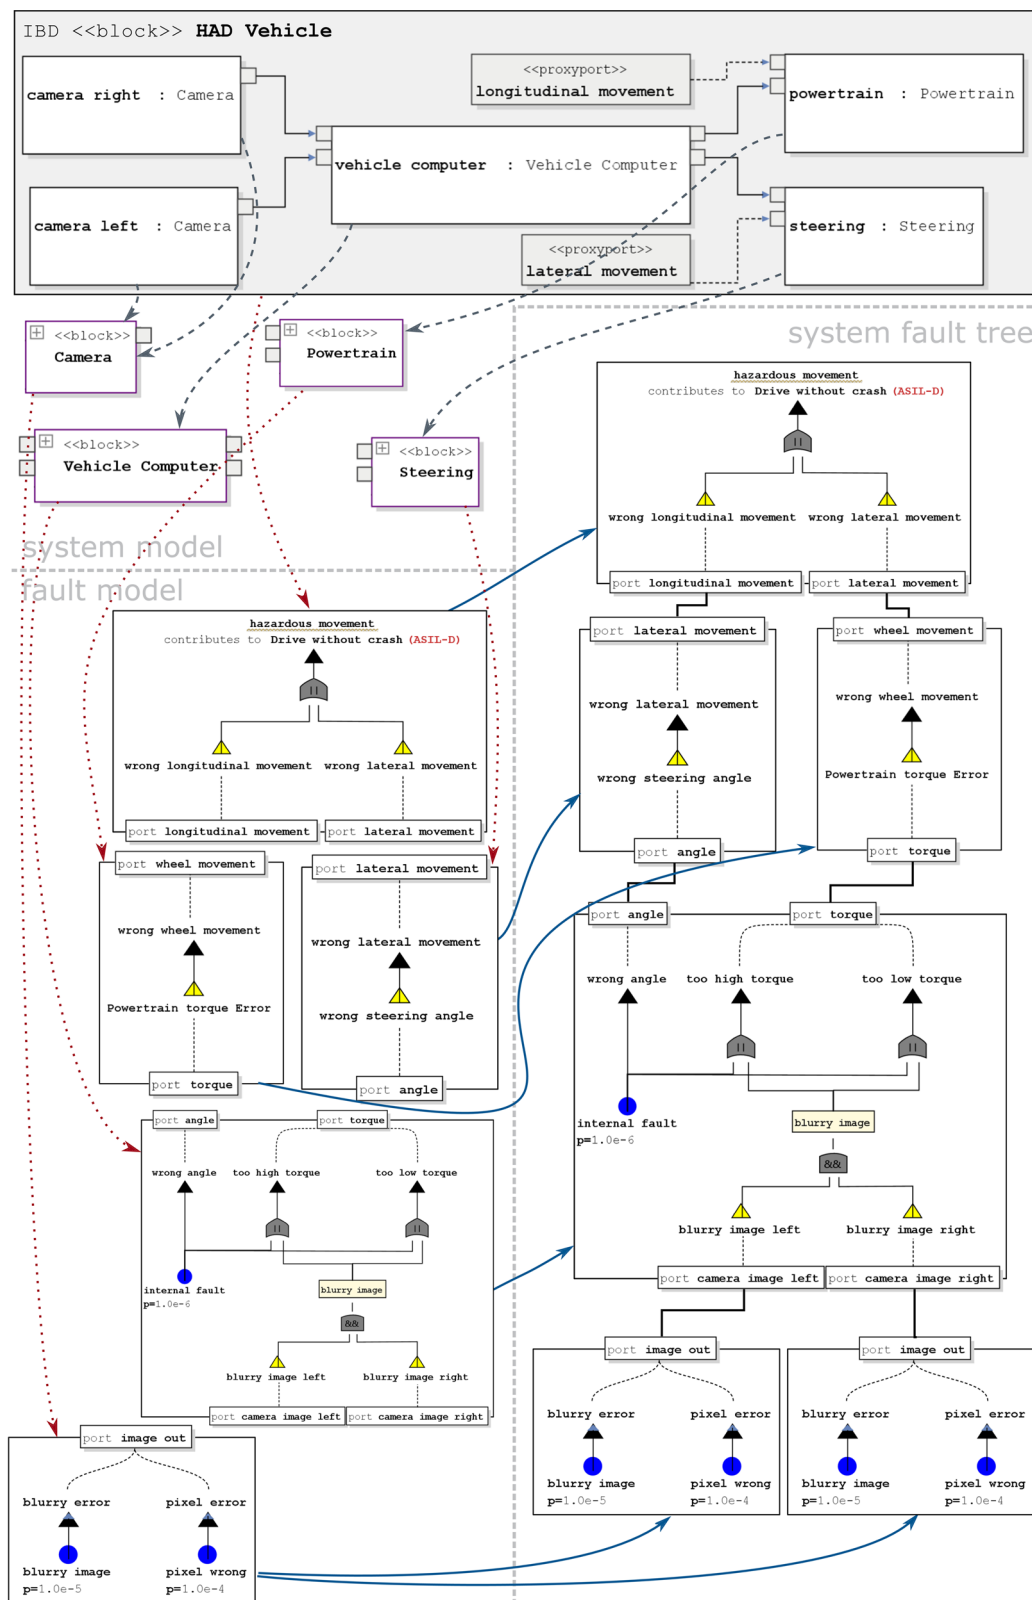 IBD <<block>> HAD Vehicle
camera right : Camera
<<proxyport>>
longitudinal movement
powertrain : Powertrain
vehicle computer : Vehicle Computer
camera left : Camera
<<proxyport>>
lateral movement
steering : Steering
<<block>>
Camera
<<block>>
Powertrain
<<block>>
Vehicle Computer
<<block>>
Steering
system model
fault model
hazardous movement
contributes to Drive without crash (ASIL-D)
wrong longitudinal movement
wrong lateral movement
port longitudinal movement
port lateral movement
port wheel movement
wrong wheel movement
Powertrain torque Error
port torque
port lateral movement
wrong lateral movement
wrong steering angle
port angle
port angle
port torque
wrong angle
too high torque
too low torque
internal fault
p=1.0e-6
blurry image
&&
blurry image left
blurry image right
port camera image left
port camera image right
port image out
blurry error
pixel error
blurry image
p=1.0e-5
pixel wrong
p=1.0e-4
system fault tree
hazardous movement
contributes to Drive without crash (ASIL-D)
wrong longitudinal movement
wrong lateral movement
port longitudinal movement
port lateral movement
port lateral movement
wrong lateral movement
wrong steering angle
port angle
port wheel movement
wrong wheel movement
Powertrain torque Error
port torque
port angle
port torque
wrong angle
too high torque
too low torque
internal fault
p=1.0e-6
blurry image
&&
blurry image left
blurry image right
port camera image left
port camera image right
port image out
blurry error
pixel error
blurry image
p=1.0e-5
pixel wrong
p=1.0e-4
port image out
blurry error
pixel error
blurry image
p=1.0e-5
pixel wrong
p=1.0e-4